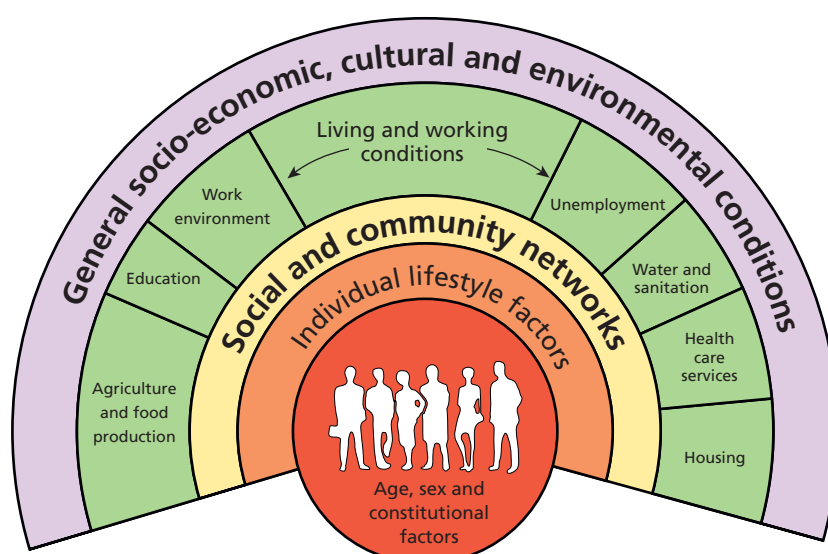 General socio-economic, cultural and environmental conditions
Living and working
conditions
Work
environment
Unemployment
Education
Water and
sanitation
Health
care
services
Agriculture
and food
production
Housing
Social and community networks
Individual lifestyle factors
Age, sex and
constitutional
factors